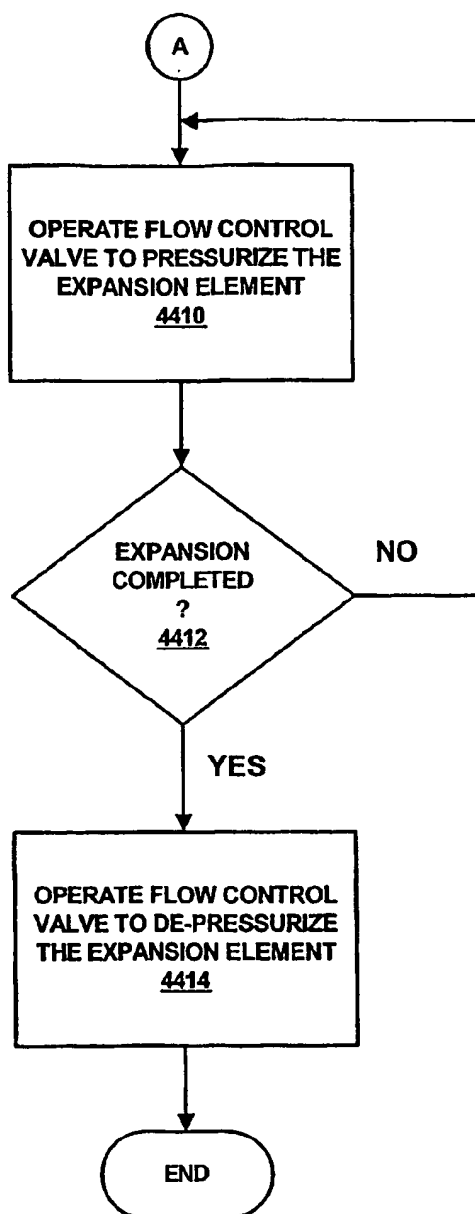 A
OPERATE FLOW CONTROL
VALVE TO PRESSURIZE THE
EXPANSION ELEMENT
4410
EXPANSION
COMPLETED
?
4412
NO
YES
OPERATE FLOW CONTROL
VALVE TO DE-PRESSURIZE
THE EXPANSION ELEMENT
4414
END